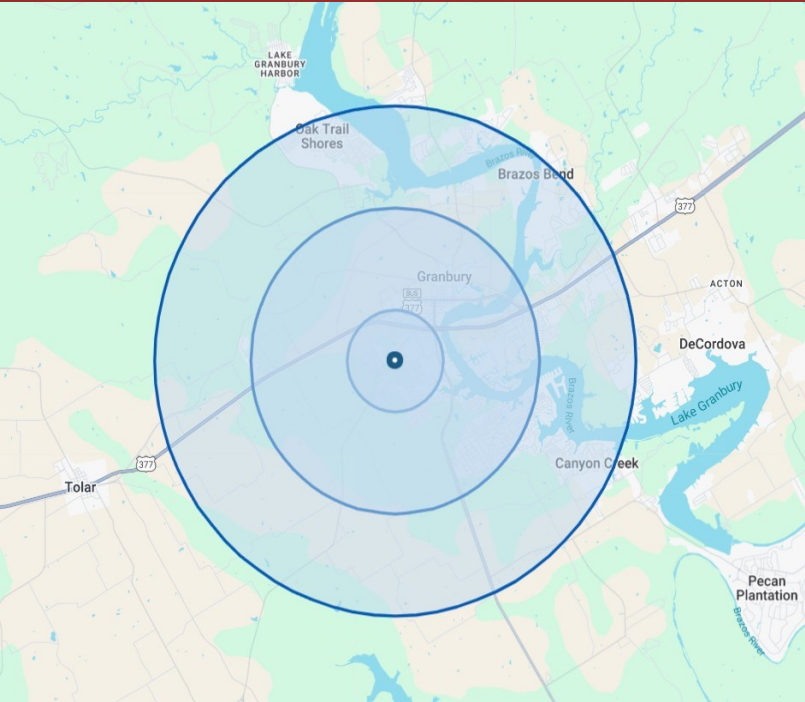 LAKE
GRANBURY
HARBOR
Oak Trail
Shores
Brazos R
Brazos Bend
377
Granbury
BUS
377
ACTON
DeCordova
Lake Granbury
Brazos River
Canyon Creek
377
Tolar
Pecan
Plantation
Brazos River